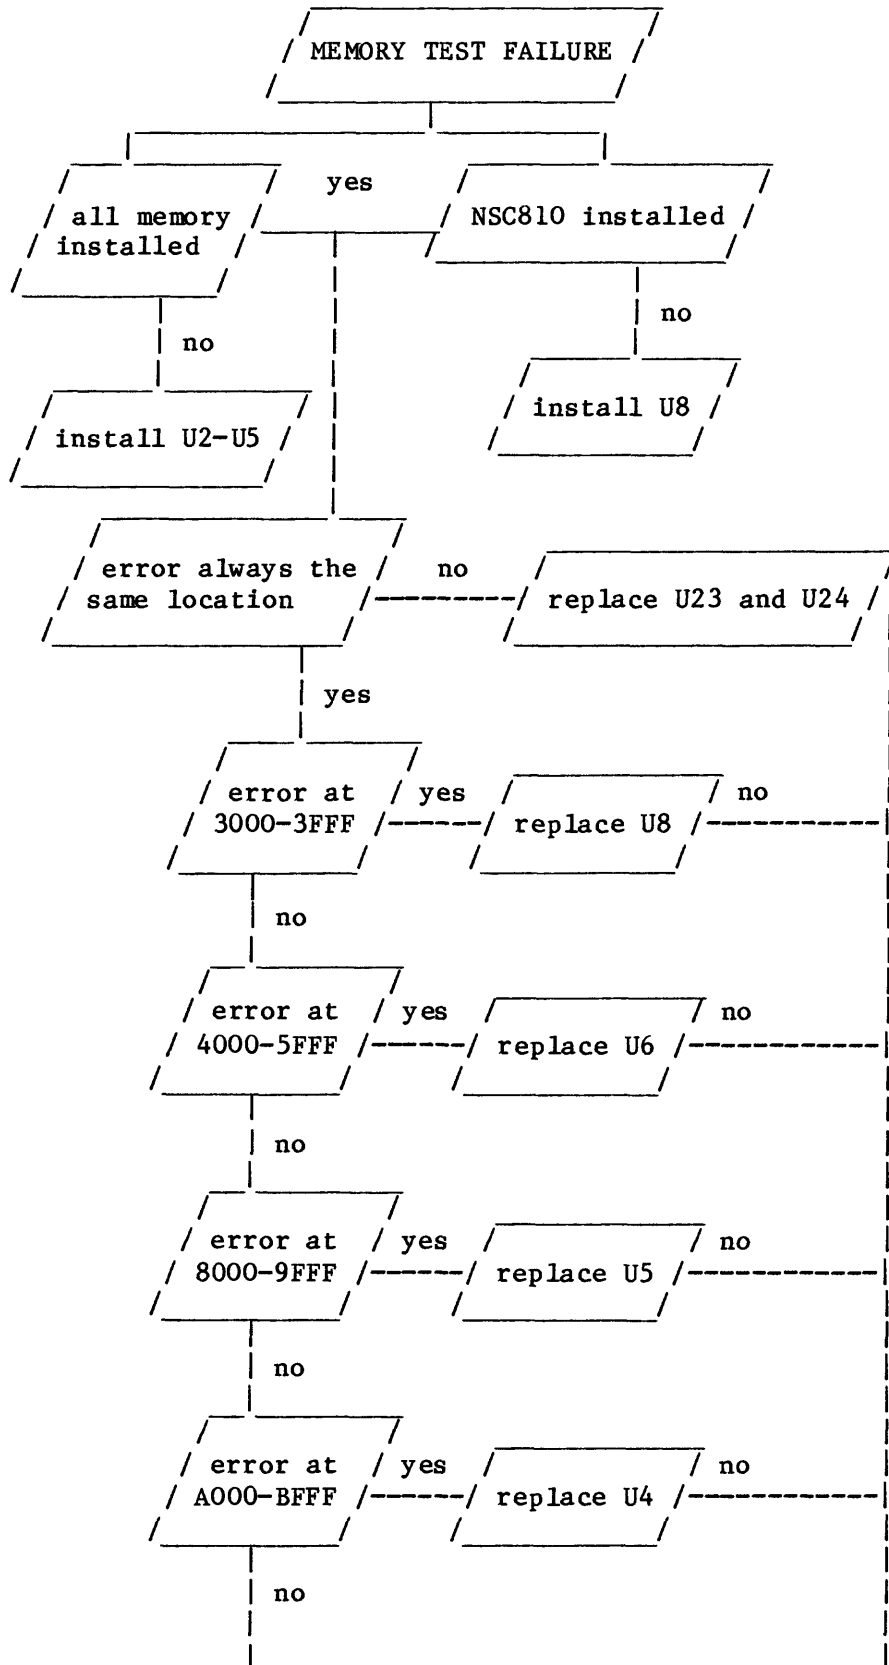 MEMORY TEST FAILURE
yes
all memory
installed
NSC810 installed
no
no
install U2-U5
install U8
error always the
same location
no
replace U23 and U24
yes
error at
3000-3FFF
yes
replace U8
no
no
error at
4000-5FFF
yes
replace U6
no
no
error at
8000-9FFF
yes
replace U5
no
no
error at
A000-BFFF
yes
replace U4
no
no